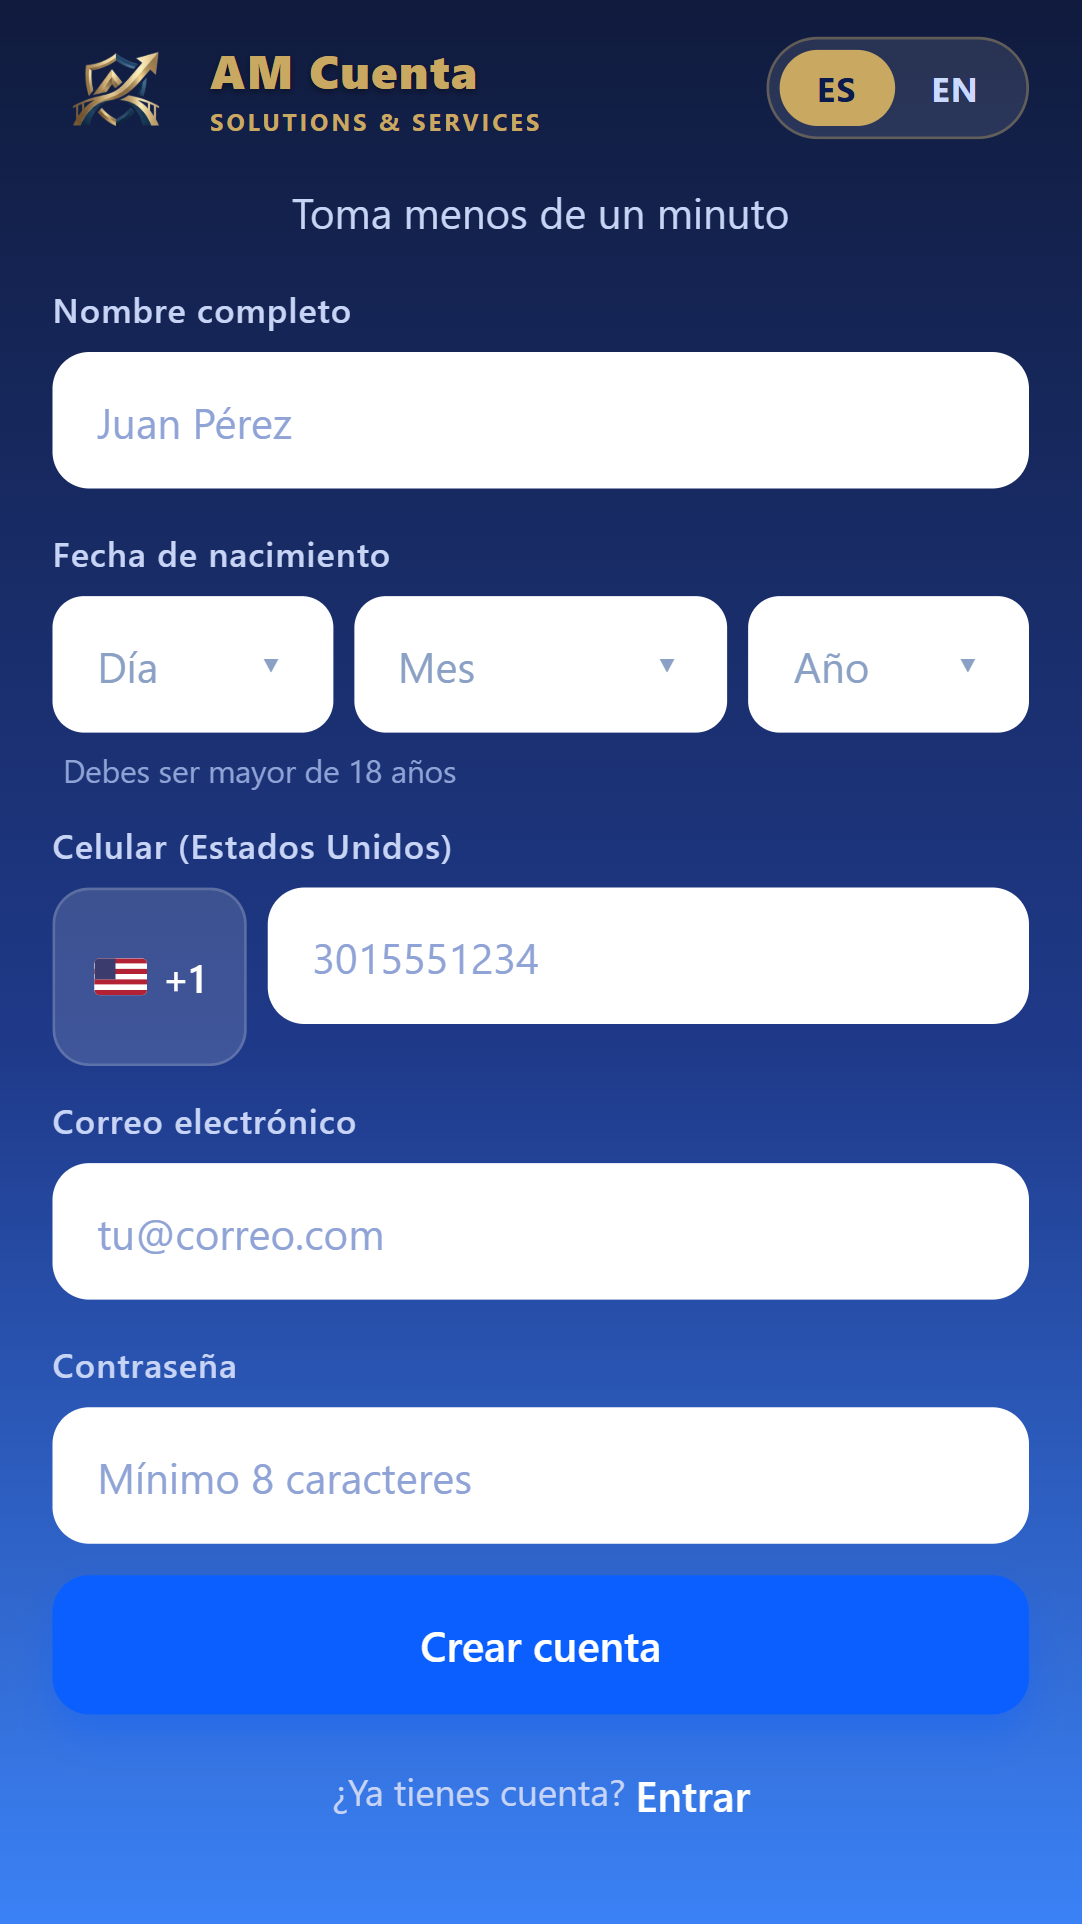 AM Cuenta
SOLUTIONS & SERVICES
ES EN
Toma menos de un minuto
Nombre completo
Juan Pérez
Fecha de nacimiento
Día Mes Año
Debes ser mayor de 18 años
Celular (Estados Unidos)
+1 3015551234
Correo electrónico
tu@correo.com
Contraseña
Mínimo 8 caracteres
Crear cuenta
¿Ya tienes cuenta? Entrar